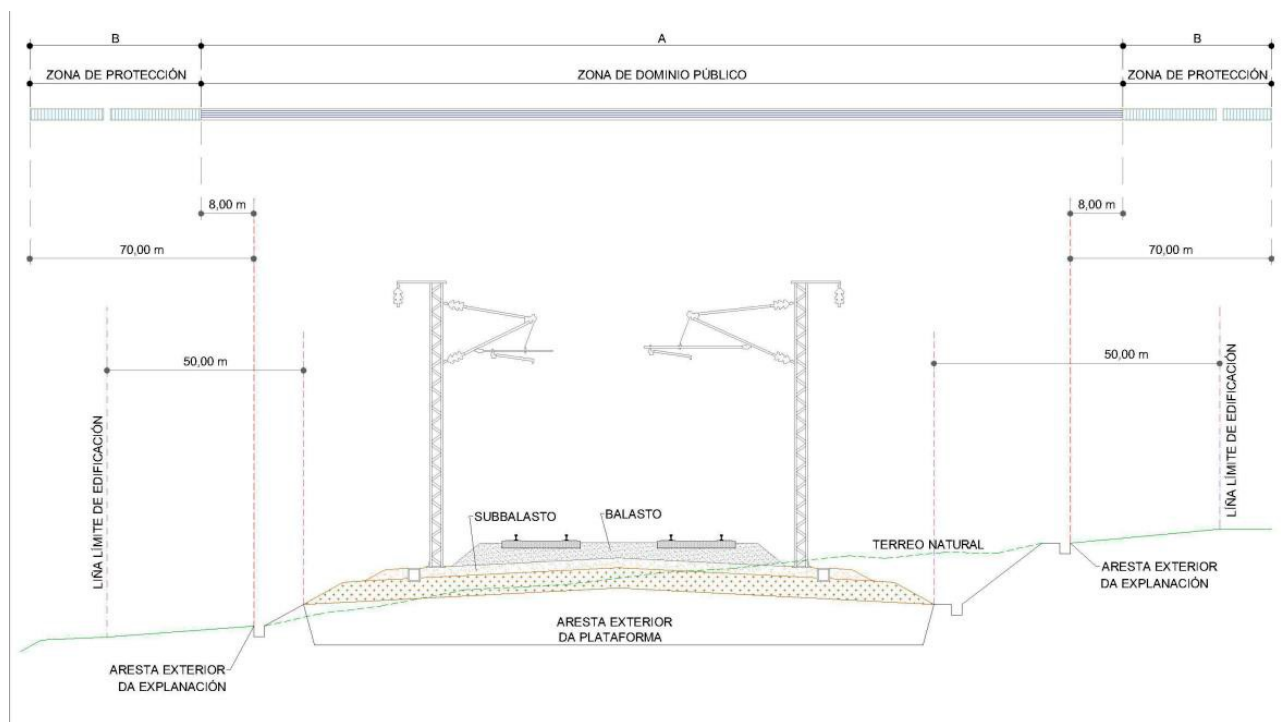 B
A
B
ZONA DE PROTECCIÓN
ZONA DE DOMINIO PÚBLICO
ZONA DE PROTECCIÓN
8,00 m
8,00 m
70,00 m
70,00 m
50,00 m
50,00 m
LIÑA LÍMITE DE EDIFICACIÓN
LIÑA LÍMITE DE EDIFICACIÓN
SUBBALASTO
BALASTO
TERREO NATURAL
ARESTA EXTERIOR
DA EXPLANACIÓN
ARESTA EXTERIOR
DA PLATAFORMA
ARESTA EXTERIOR
DA EXPLANACIÓN